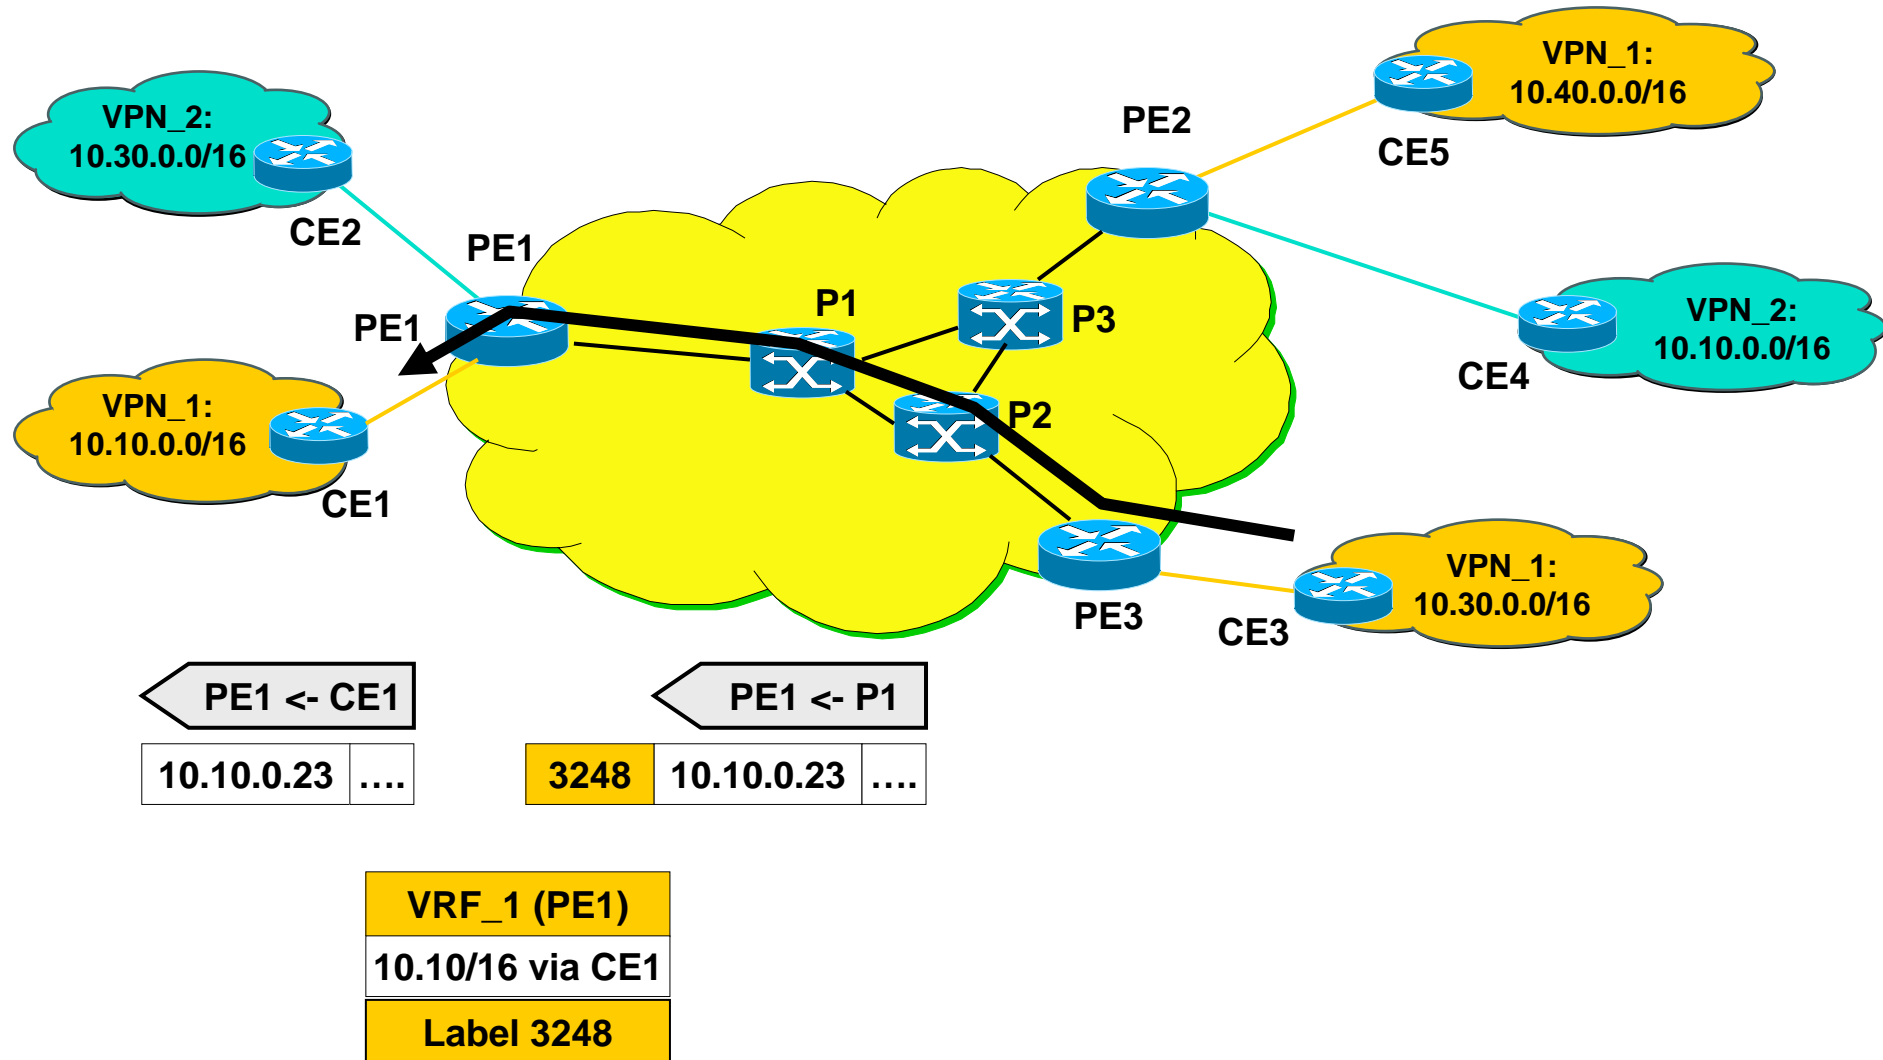 VPN_1:
10.40.0.0/16
CE5
PE2
VPN_2:
10.30.0.0/16
CE2
PE1
P1
P3
VPN_2:
10.10.0.0/16
CE4
PE1
VPN_1:
10.10.0.0/16
CE1
P2
PE3
VPN_1:
10.30.0.0/16
CE3
PE1 <- CE1
PE1 <- P1
10.10.0.23 ....
3248 10.10.0.23 ....
VRF_1 (PE1)
10.10/16 via CE1
Label 3248